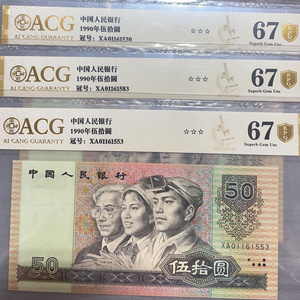 ACG
AI CANG GUARANTY
中国人民银行
1990年伍拾圆
冠号：XA01161530
☆☆☆
67
Superb Gem Unc
ACG
AI CANG GUARANTY
中国人民银行
1990年伍拾圆
冠号：XA01161583
☆☆☆
67
Superb Gem Unc
ACG
AI CANG GUARANTY
中国人民银行
1990年伍拾圆
冠号：XA01161553
☆☆☆
67
Superb Gem Unc
中国人民银行
50
XA01161553
50
伍拾圆